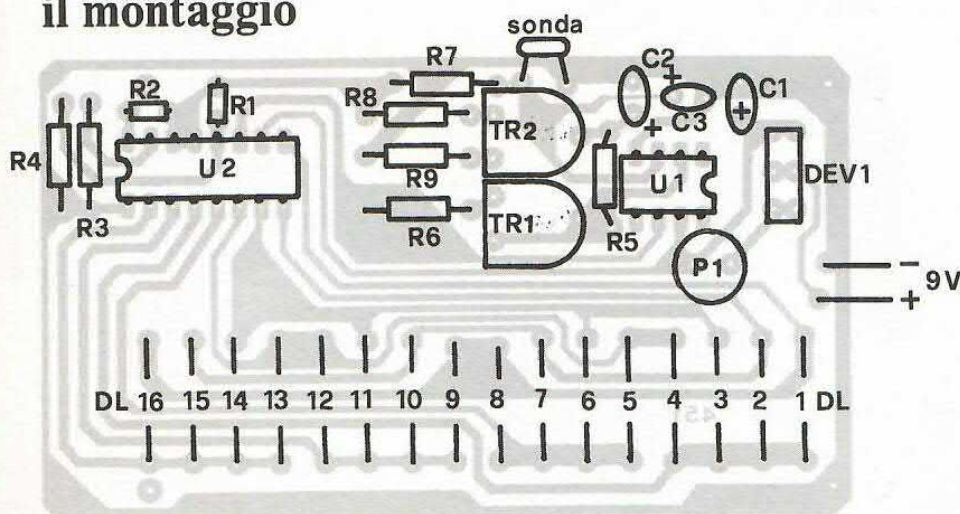 il montaggio
sonda
R7
C2
+
C1
R2
R1
R8
TR2
C3
+
+
R4
U2
R9
U1
DEV1
R3
R6
TR1
R5
P1
−
9V
+
DL 16 15 14 13 12 11 10 9 8 7 6 5 4 3 2 1 DL